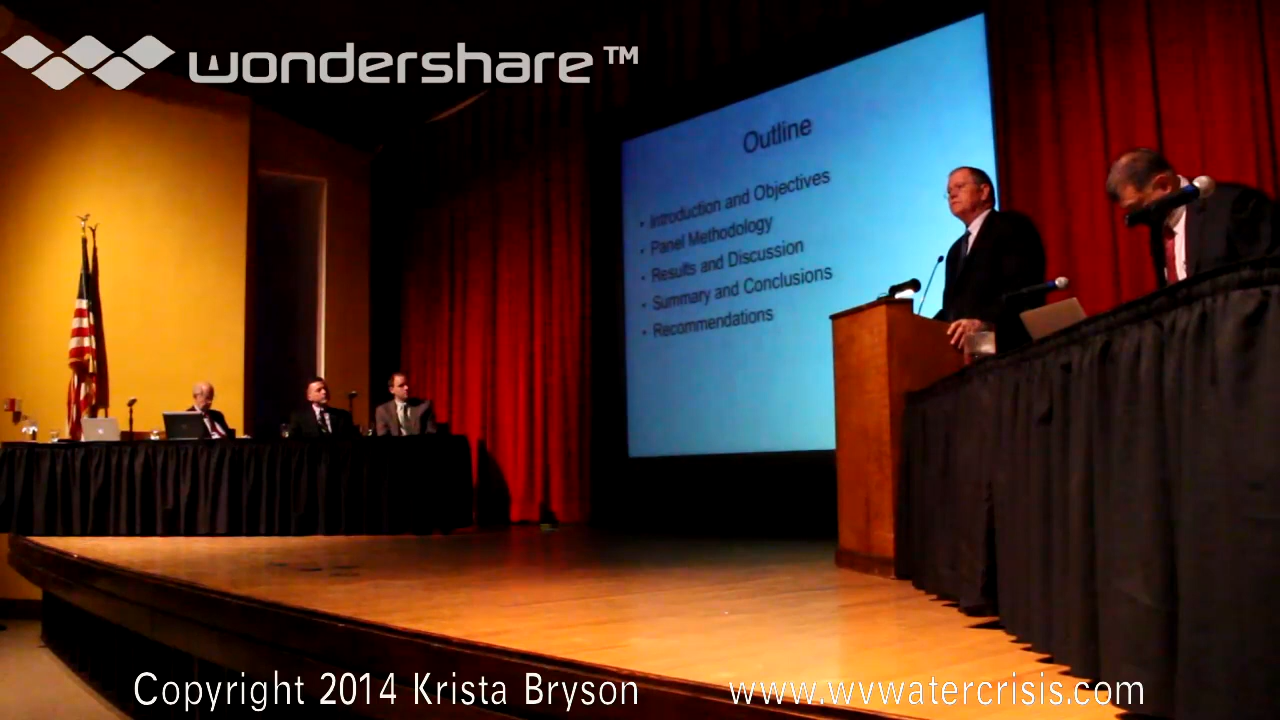 wondershare™
Outline
• Introduction and Objectives
• Panel Methodology
• Results and Discussion
• Summary and Conclusions
• Recommendations
Copyright 2014 Krista Bryson
www.wvwatercrisis.com